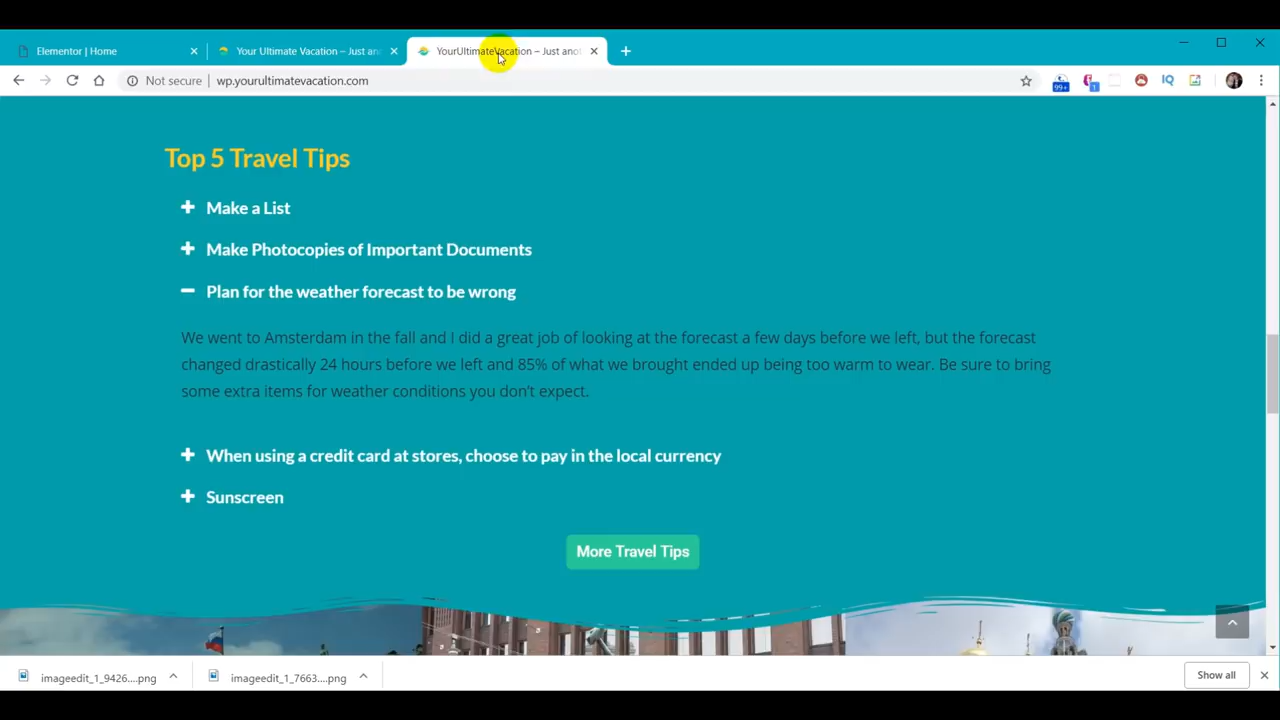 Elementor | Home
Your Ultimate Vacation – Just an
YourUltimateVacation – Just anot
Not secure
wp.yourultimatevacation.com
99+
1
IQ
Top 5 Travel Tips
Make a List
Make Photocopies of Important Documents
Plan for the weather forecast to be wrong
We went to Amsterdam in the fall and I did a great job of looking at the forecast a few days before we left, but the forecast
changed drastically 24 hours before we left and 85% of what we brought ended up being too warm to wear. Be sure to bring
some extra items for weather conditions you don't expect.
When using a credit card at stores, choose to pay in the local currency
Sunscreen
More Travel Tips
imageedit_1_9426....png
imageedit_1_7663....png
Show all